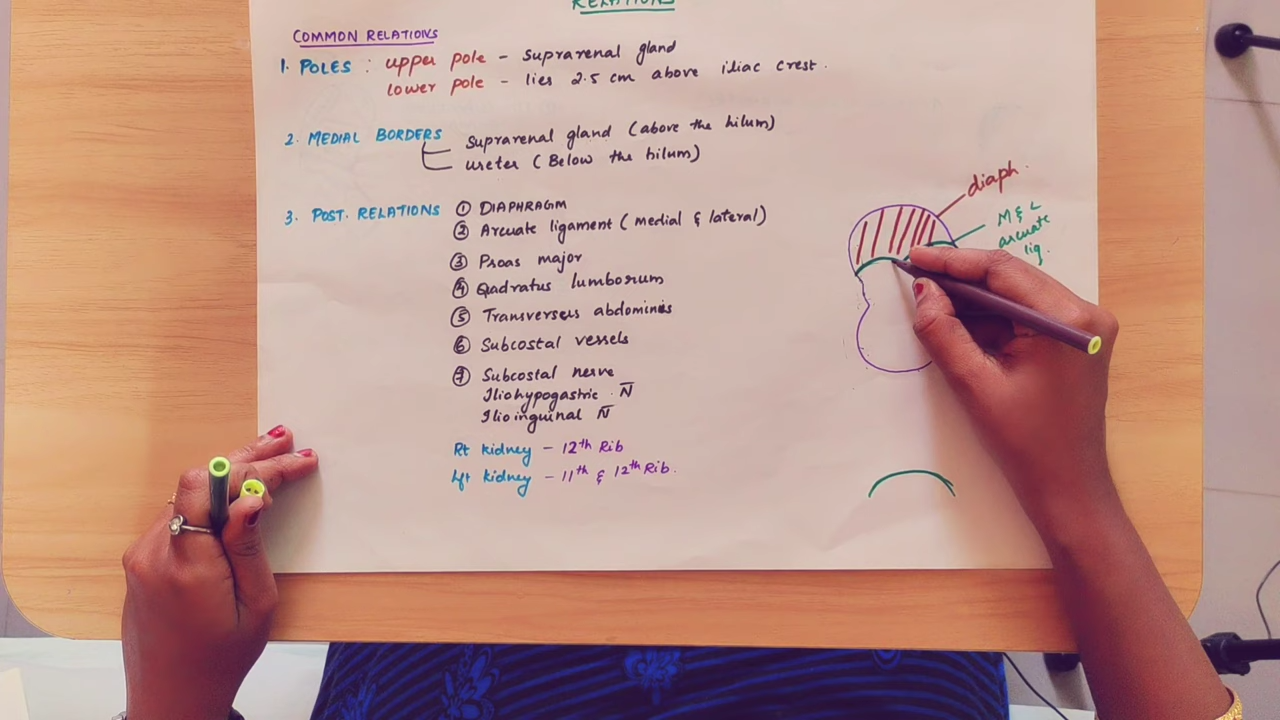 RELATIONS
COMMON RELATIONS
1. POLES : upper pole - suprarenal gland
lower pole - lies 2.5 cm above iliac crest.
2. MEDIAL BORDERS
Suprarenal gland (above the hilum)
ureter (Below the hilum)
3. POST. RELATIONS
① DIAPHRAGM
② Arcuate ligament (medial & lateral)
③ Psoas major
④ Qadratus lumborum
⑤ Transversus abdominis
⑥ Subcostal vessels
⑦ Subcostal nerve
Iliohypogastric N̅
Ilioinguinal N̅
Rt kidney - 12th Rib
Lft kidney - 11th & 12th Rib.
diaph.
M & L
arcuate
lig.